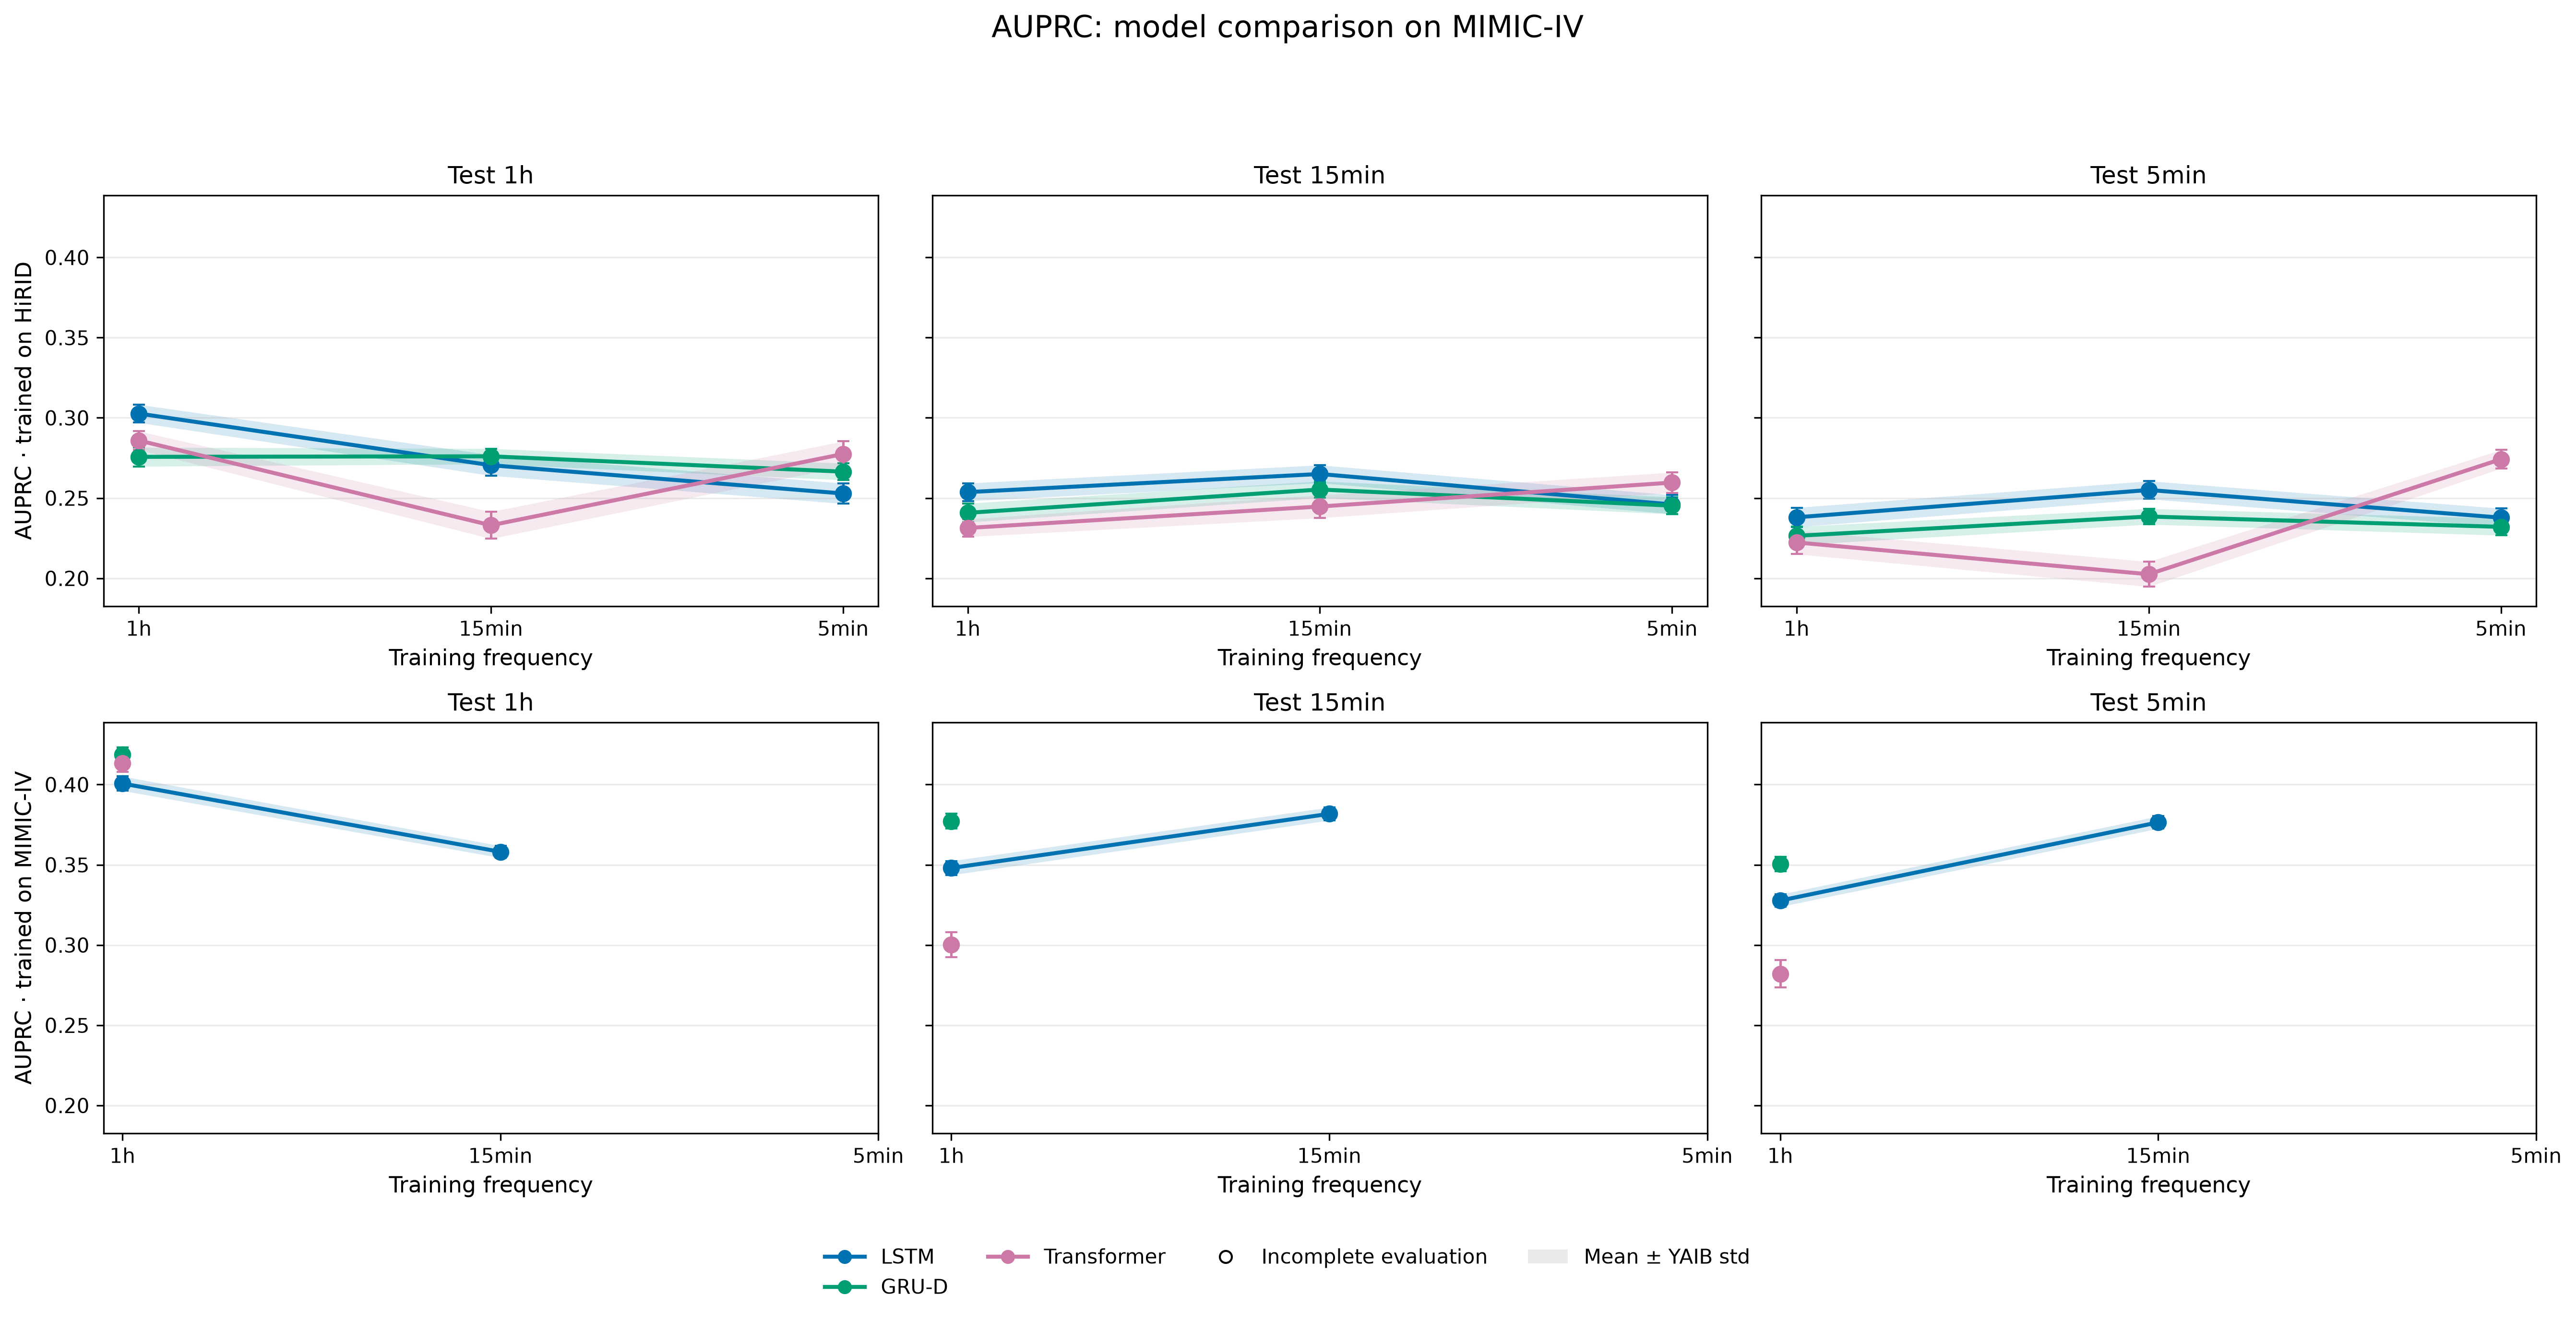 AUPRC: model comparison on MIMIC-IV
Test 1h
Test 15min
Test 5min
AUPRC · trained on HiRID
0.40
0.35
0.30
0.25
0.20
1h
15min
5min
1h
15min
5min
1h
15min
5min
Training frequency
Training frequency
Training frequency
Test 1h
Test 15min
Test 5min
AUPRC · trained on MIMIC-IV
0.40
0.35
0.30
0.25
0.20
1h
15min
5min
1h
15min
5min
1h
15min
5min
Training frequency
Training frequency
Training frequency
LSTM
GRU-D
Transformer
Incomplete evaluation
Mean ± YAIB std